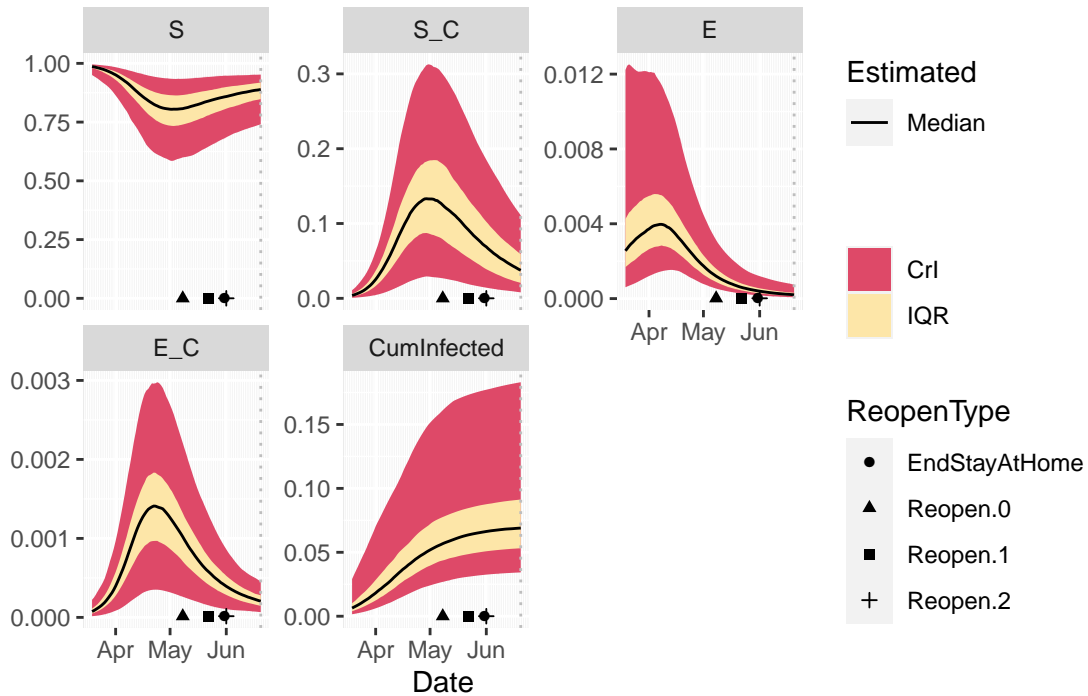 S
S_C
E
1.00
0.75
0.50
0.25
0.00
0.3
0.2
0.1
0.0
0.012
0.008
0.004
0.000
Apr May Jun
E_C
CumInfected
0.003
0.002
0.001
0.000
0.15
0.10
0.05
0.00
Apr May Jun
Apr May Jun
Date
Estimated
Median
CrI
IQR
ReopenType
EndStayAtHome
Reopen.0
Reopen.1
Reopen.2